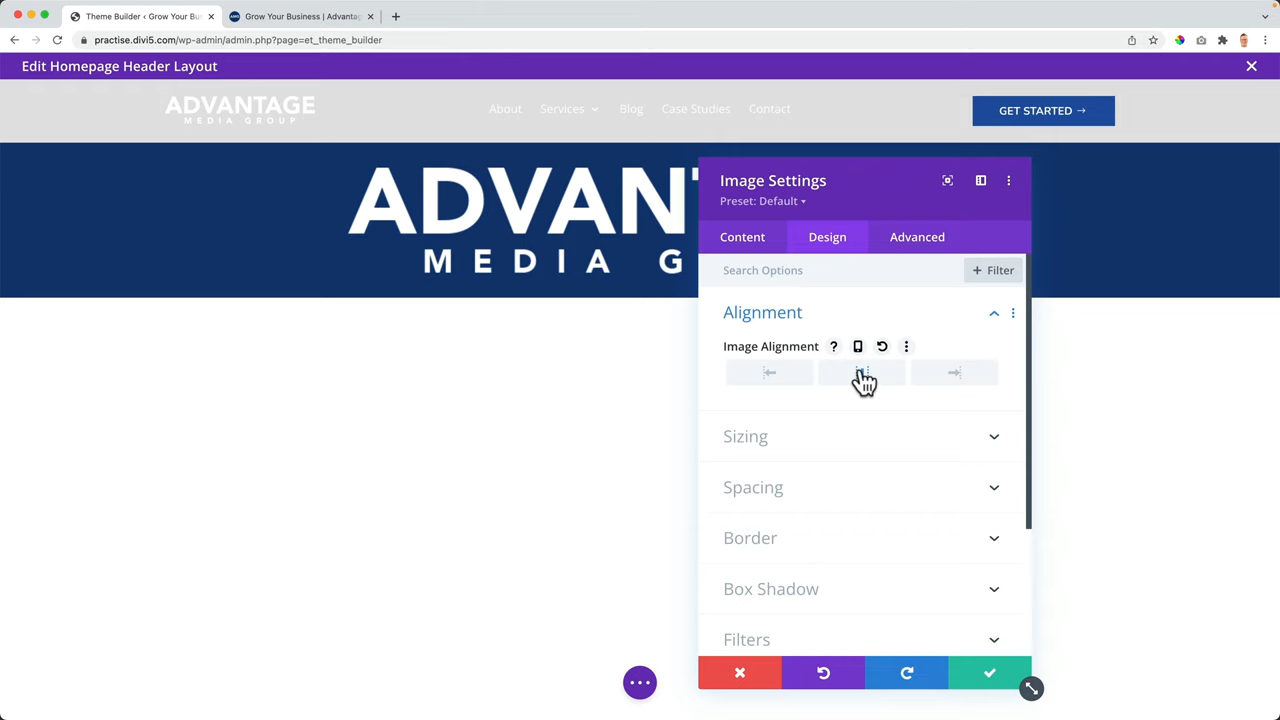 Theme Builder ‹ Grow Your Bu
Grow Your Business | Advanta
practise.divi5.com/wp-admin/admin.php?page=et_theme_builder
Edit Homepage Header Layout
ADVANTAGE
MEDIA GROUP
About
Services
Blog
Case Studies
Contact
GET STARTED →
ADVAN
MEDIA G
Image Settings
Preset: Default
Content
Design
Advanced
Search Options
+ Filter
Alignment
Image Alignment
?
Sizing
Spacing
Border
Box Shadow
Filters